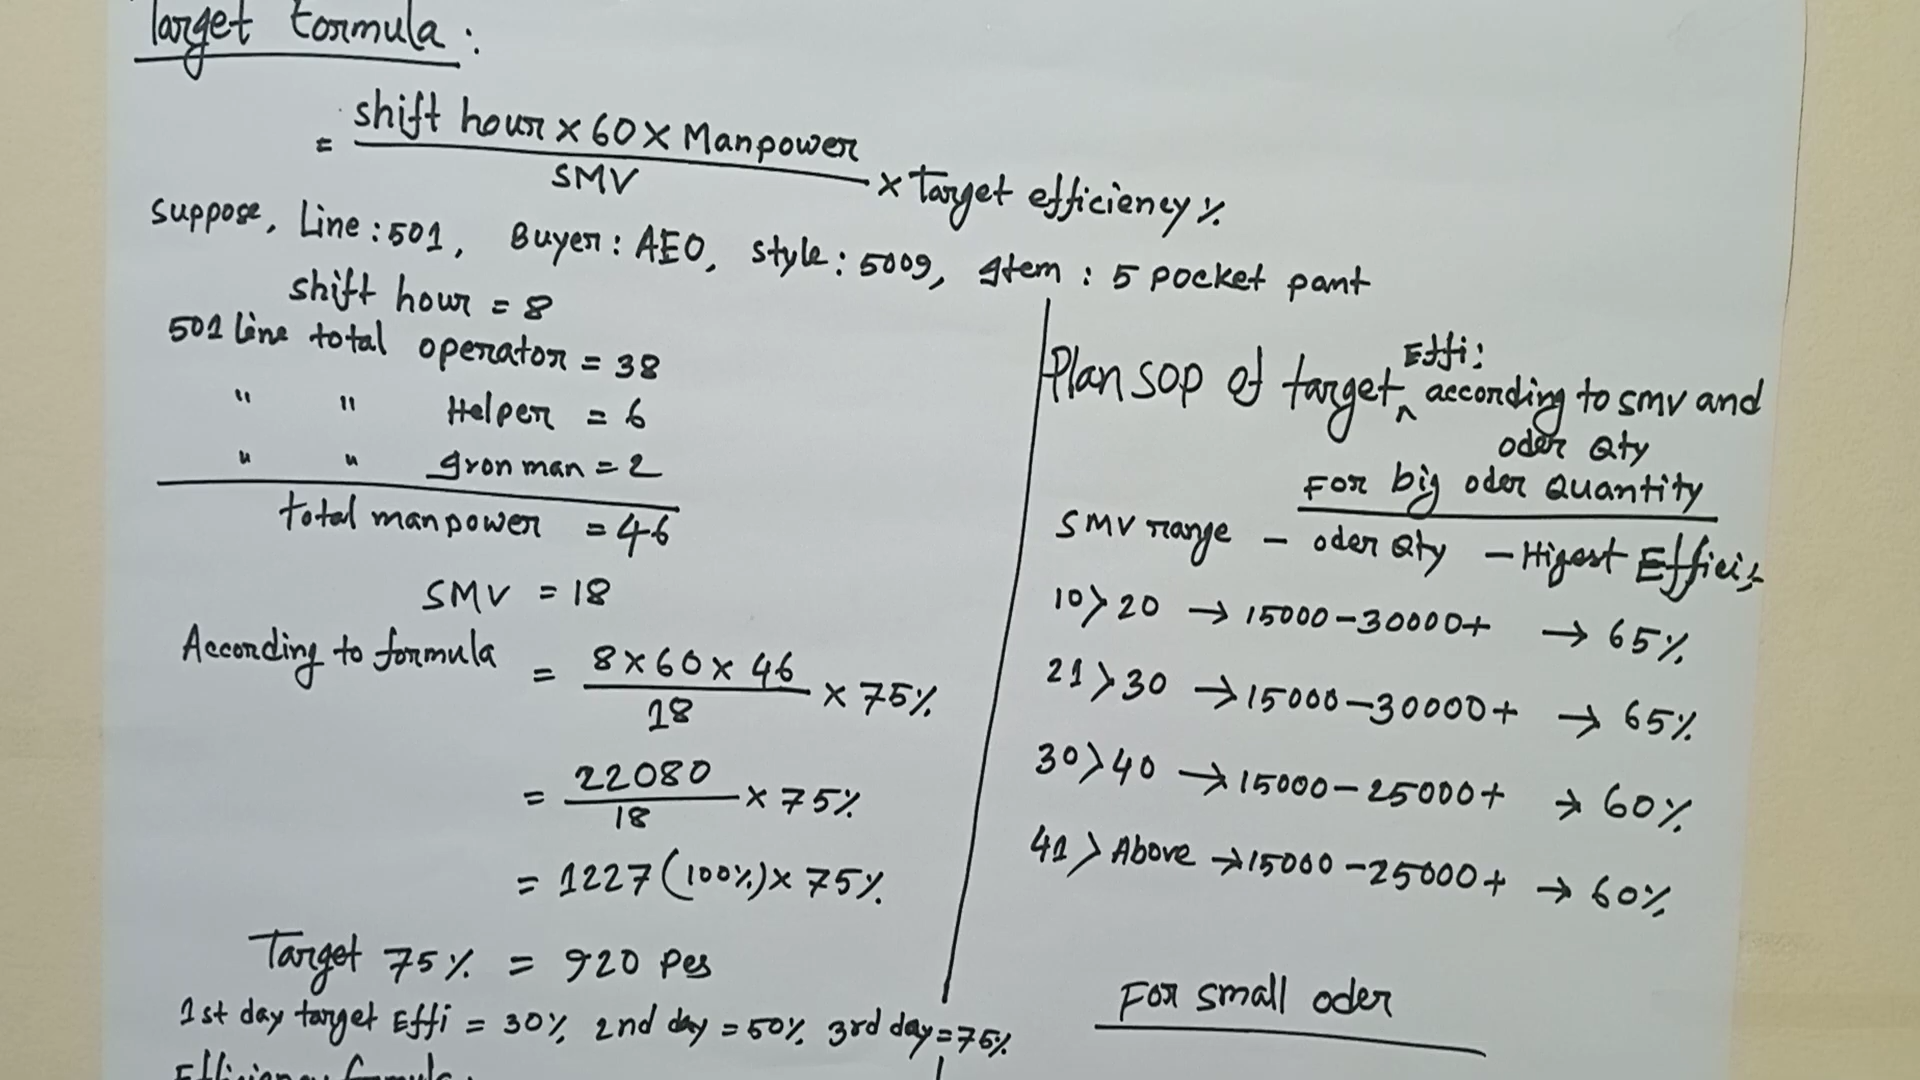 Target formula :
= shift hour × 60 × Manpower / SMV × Target efficiency %
Suppose, Line : 501, Buyer : AEO, Style : 5009, Item : 5 pocket pant
shift hour = 8
501 line total operator = 38
" " Helper = 6
" " Iron man = 2
total manpower = 46
SMV = 18
According to formula = 8 × 60 × 46 / 18 × 75%
= 22080 / 18 × 75%
= 1227 (100%) × 75%
Target 75% = 920 Pes
1st day target Effi = 30%, 2nd day = 50%, 3rd day = 75%
Efficiency formula :
Plan sop of target Effi: according to smv and
oder Qty
For big oder Quantity
SMV range – oder Qty – Higest Efficis
10 > 20 → 15000-30000+ → 65%
21 > 30 → 15000-30000+ → 65%
30 > 40 → 15000-25000+ → 60%
41 > Above → 15000-25000+ → 60%
For small oder